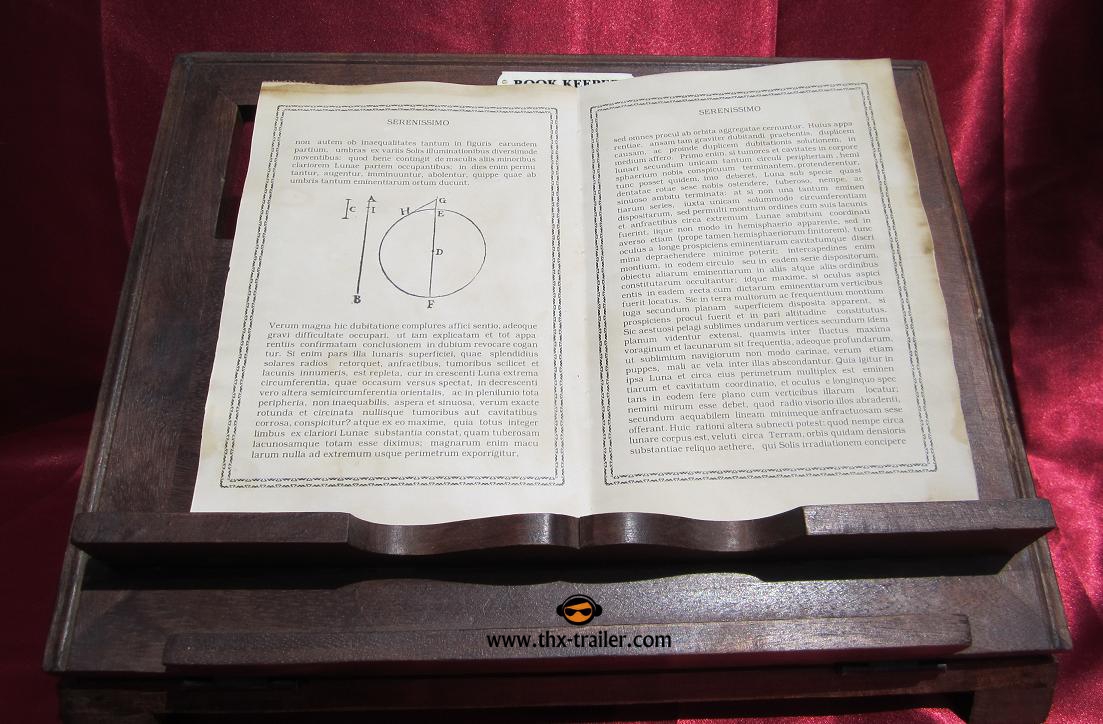 BOOK KEEPER
SERENISSIMO
non autem ob inaequalitates tantum in figuris earundem
partium, umbras ex variis Solis illuminationibus diversimode
moventibus: quod bene contingit de maculis aliis minoribus
clariorem Lunae partem occupantibus; in dies enim permu
tantur, augentur, imminuuntur, abolentur, quippe quae ab
umbris tantum eminentiarum ortum ducunt.
C
A
I
H
G
E
D
B
F
Verum magna hic dubitatione complures affici sentio, adeoque
gravi difficultate occupari, ut iam explicatam et tot appa
rentiis confirmatam conclusionem in dubium revocare cogan
tur. Si enim pars illa lunaris superficiei, quae splendidius
solares radios retorquet, anfractibus, tumoribus scilicet et
lacunis innumeris, est repleta, cur in crescenti Luna extrema
circumferentia, quae occasum versus spectat, in decrescenti
vero altera semicircumferentia orientalis, ac in plenilunio tota
peripheria, non inaequabilis, aspera et sinuosa, verum exacte
rotunda et circinata nullisque tumoribus aut cavitatibus
corrosa, conspicitur? atque ex eo maxime, quia totus integer
limbus ex clariori Lunae substantia constat, quam tuberosam
lacunosamque totam esse diximus; magnarum enim macu
larum nulla ad extremum usque perimetrum exporrigitur,
SERENISSIMO
sed omnes procul ab orbita aggregatae cernuntur. Huius appa
rentiae, ansam tam graviter dubitandi praebentis, duplicem
causam, ac proinde duplicem dubitationis solutionem, in
medium affero. Primo enim, si tumores et cavitates in corpore
lunari secundum unicam tantum circuli peripheriam, hemi
sphaerium nobis conspicuum terminantem, protenderentur,
tunc posset quidem, imo deberet, Luna sub specie quasi
dentatae rotae sese nobis ostendere, tuberoso, nempe, ac
sinuoso ambitu terminata: at si non una tantum eminen
tiarum series, iuxta unicam solummodo circumferentiam
dispositarum, sed permulti montium ordines cum suis lacunis
et anfractibus circa extremum Lunae ambitum coordinati
fuerint, iique non modo in hemisphaerio apparente, sed in
averso etiam (prope tamen hemisphaeriorum finitorem), tunc
oculus a longe prospiciens eminentiarum cavitatumque discri
mina depraehendere minime poterit; intercapedines enim
montium, in eodem circulo seu in eadem serie dispositorum,
obiectu aliarum eminentiarum in aliis atque aliis ordinibus
constitutarum occultantur; idque maxime, si oculus aspici
entis in eadem recta cum dictarum eminentiarum verticibus
fuerit locatus. Sic in terra multorum ac frequentium montium
iuga secundum planam superficiem disposita apparent, si
prospiciens procul fuerit et in pari altitudine constitutus.
Sic aestuosi pelagi sublimes undarum vertices secundum idem
planum videntur extensi, quamvis inter fluctus maxima
voraginum et lacunarum sit frequentia, adeoque profundarum,
ut sublimium navigiorum non modo carinae, verum etiam
puppes, mali ac vela inter illas abscondantur. Quia igitur in
ipsa Luna et circa eius perimetrum multiplex est eminen
tiarum et cavitatum coordinatio, et oculus e longinquo spec
tans in eodem fere plano cum verticibus illarum locatur;
nemini mirum esse debet, quod radio visorio illos abradenti,
secundum aequabilem lineam minimeque anfractuosam sese
offerant. Huic rationi altera subnecti potest: quod nempe circa
lunare corpus est, veluti circa Terram, orbis quidam densioris
substantiae reliquo aethere, qui Solis irradiationem concipere
www.thx-trailer.com